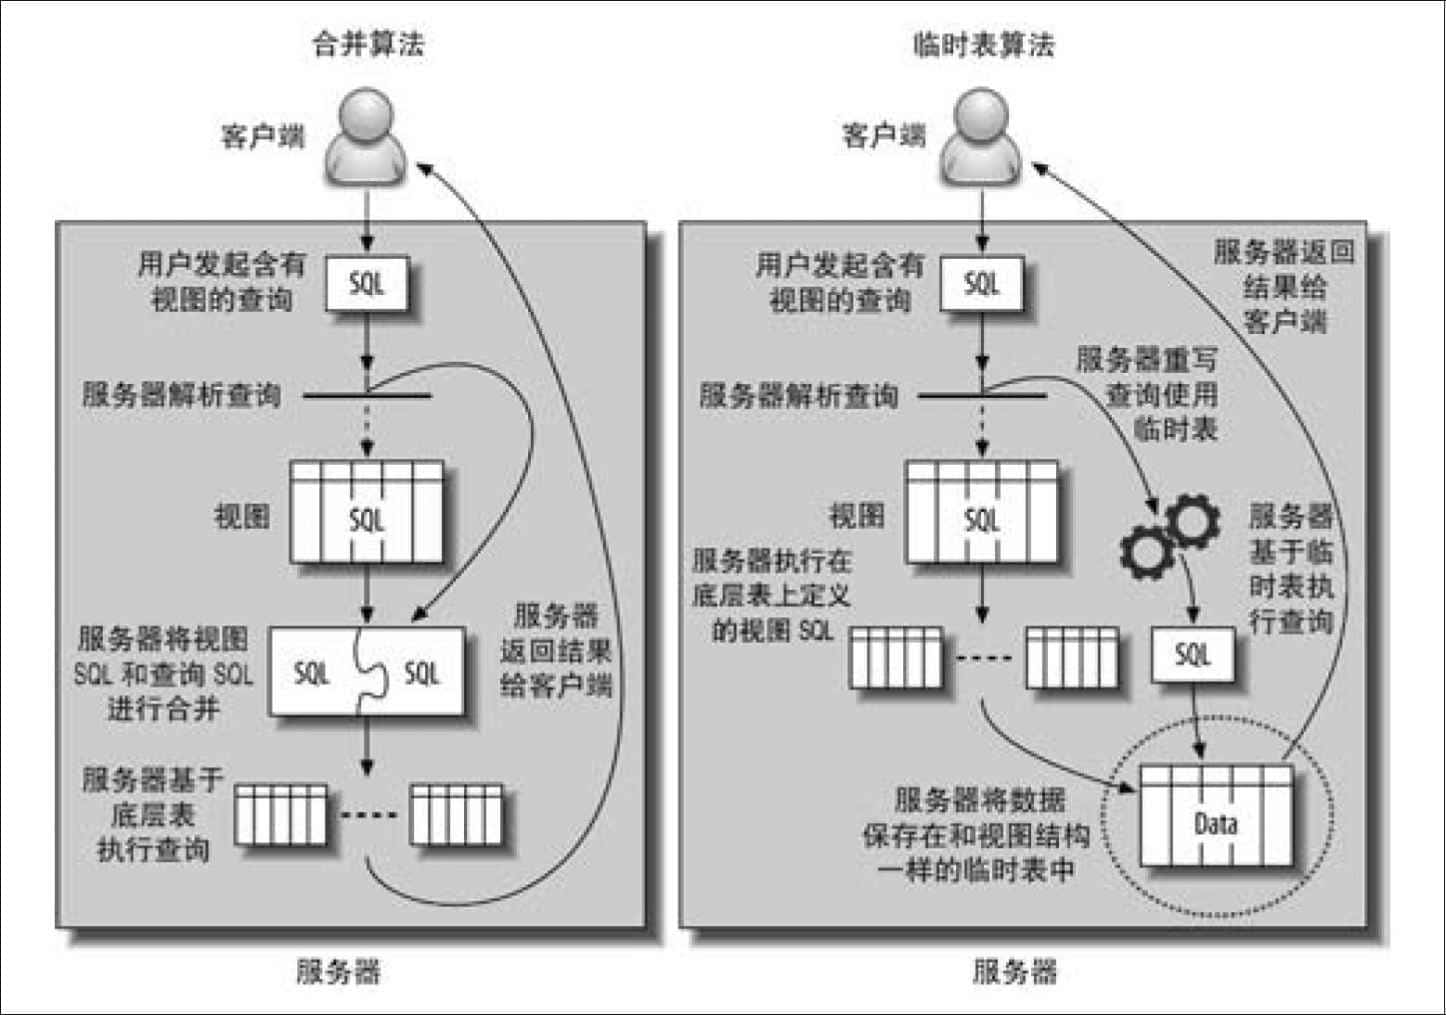 合并算法
客户端
用户发起含有
视图的查询
SQL
服务器解析查询
视图
SQL
服务器将视图
SQL 和查询 SQL
进行合并
SQL
SQL
服务器
返回结果
给客户端
服务器基于
底层表
执行查询
服务器
临时表算法
客户端
用户发起含有
视图的查询
SQL
服务器返回
结果给
客户端
服务器解析查询
服务器重写
查询使用
临时表
视图
SQL
服务器执行在
底层表上定义
的视图 SQL
服务器
基于临
时表执
行查询
SQL
服务器将数据
保存在和视图结构
一样的临时表中
Data
服务器